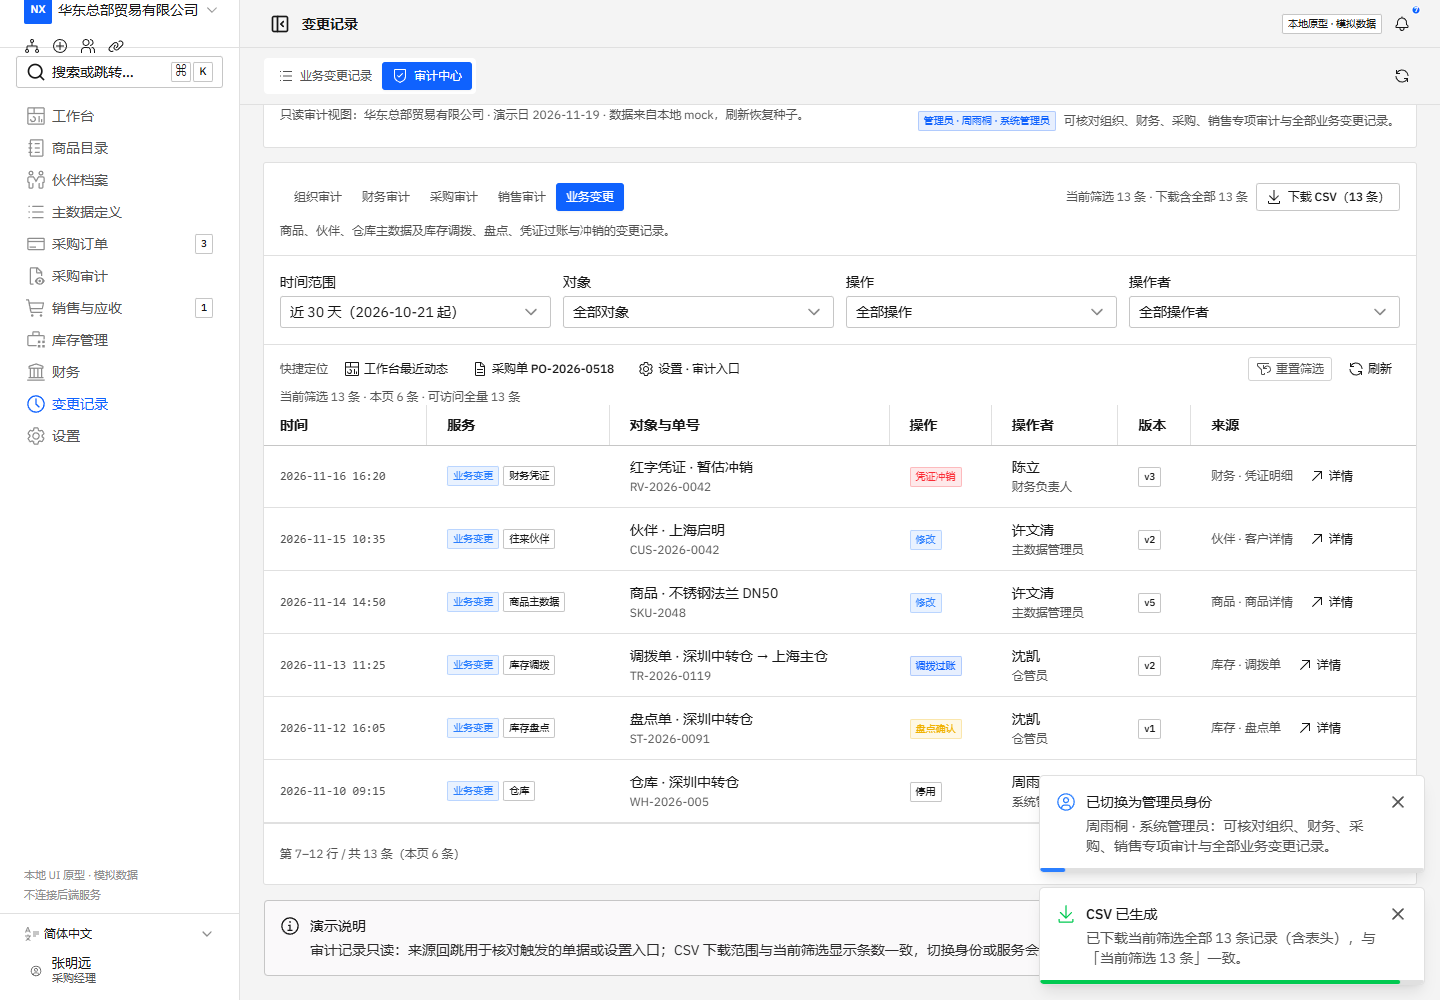 NX 华东总部贸易有限公司
搜索或跳转... ⌘ K
工作台
商品目录
伙伴档案
主数据定义
采购订单 3
采购审计
销售与应收 1
库存管理
财务
变更记录
设置
本地 UI 原型 · 模拟数据
不连接后端服务
简体中文
张明远
采购经理
变更记录
本地原型 · 模拟数据
业务变更记录 审计中心
只读审计视图：华东总部贸易有限公司 · 演示日 2026-11-19 · 数据来自本地 mock，刷新恢复种子。
管理员 · 周雨桐 · 系统管理员 可核对组织、财务、采购、销售专项审计与全部业务变更记录。
组织审计 财务审计 采购审计 销售审计 业务变更
当前筛选 13 条 · 下载含全部 13 条 下载 CSV（13 条）
商品、伙伴、仓库主数据及库存调拨、盘点、凭证过账与冲销的变更记录。
时间范围 对象 操作 操作者
近 30 天（2026-10-21 起） 全部对象 全部操作 全部操作者
快捷定位 工作台最近动态 采购单 PO-2026-0518 设置 · 审计入口 重置筛选 刷新
当前筛选 13 条 · 本页 6 条 · 可访问全量 13 条
时间 服务 对象与单号 操作 操作者 版本 来源
2026-11-16 16:20 业务变更 财务凭证 红字凭证 · 暂估冲销 凭证冲销 陈立 v3 财务 · 凭证明细 详情
RV-2026-0042 财务负责人
2026-11-15 10:35 业务变更 往来伙伴 伙伴 · 上海启明 修改 许文清 v2 伙伴 · 客户详情 详情
CUS-2026-0042 主数据管理员
2026-11-14 14:50 业务变更 商品主数据 商品 · 不锈钢法兰 DN50 修改 许文清 v5 商品 · 商品详情 详情
SKU-2048 主数据管理员
2026-11-13 11:25 业务变更 库存调拨 调拨单 · 深圳中转仓 → 上海主仓 调拨过账 沈凯 v2 库存 · 调拨单 详情
TR-2026-0119 仓管员
2026-11-12 16:05 业务变更 库存盘点 盘点单 · 深圳中转仓 盘点确认 沈凯 v1 库存 · 盘点单 详情
ST-2026-0091 仓管员
2026-11-10 09:15 业务变更 仓库 仓库 · 深圳中转仓 停用 周雨
WH-2026-005 系统
第 7–12 行 / 共 13 条（本页 6 条）
演示说明
审计记录只读：来源回跳用于核对触发的单据或设置入口；CSV 下载范围与当前筛选显示条数一致，切换身份或服务会
已切换为管理员身份
周雨桐 · 系统管理员：可核对组织、财务、采
购、销售专项审计与全部业务变更记录。
CSV 已生成
已下载当前筛选全部 13 条记录（含表头），与
「当前筛选 13 条」一致。